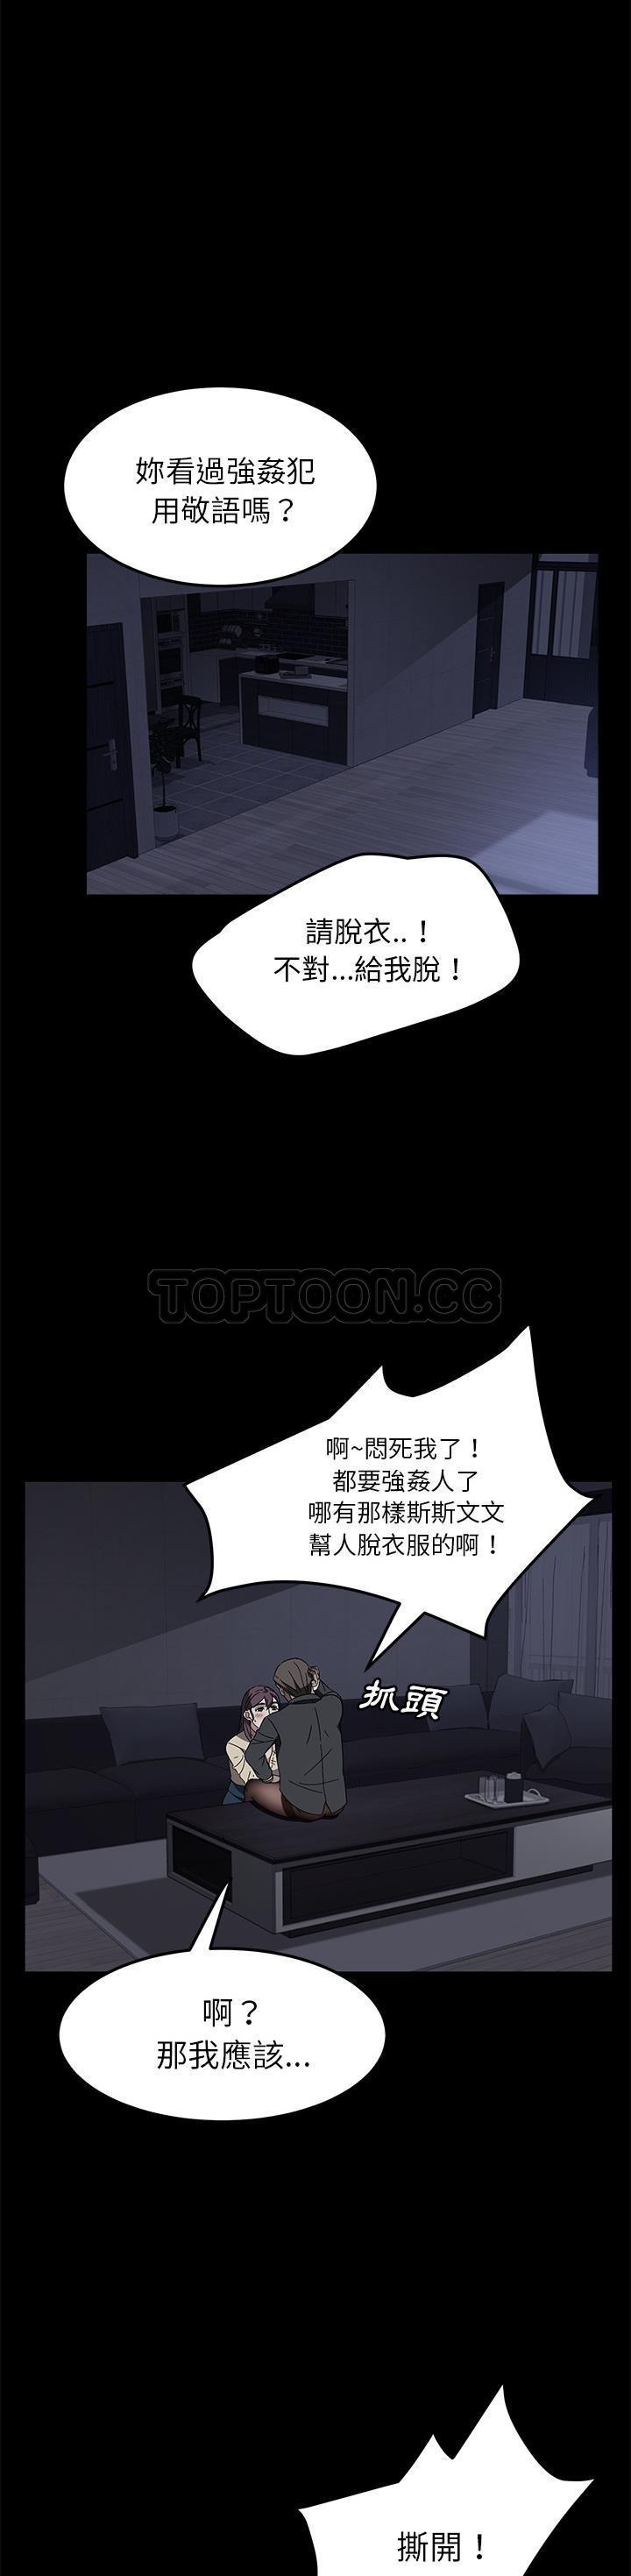 妳看過強姦犯
用敬語嗎？
請脫衣..！
不對...給我脫！
TOPTOON.CC
啊~悶死我了！
都要強姦人了
哪有那樣斯斯文文
幫人脫衣服的啊！
抓頭
啊？
那我應該...
撕開！